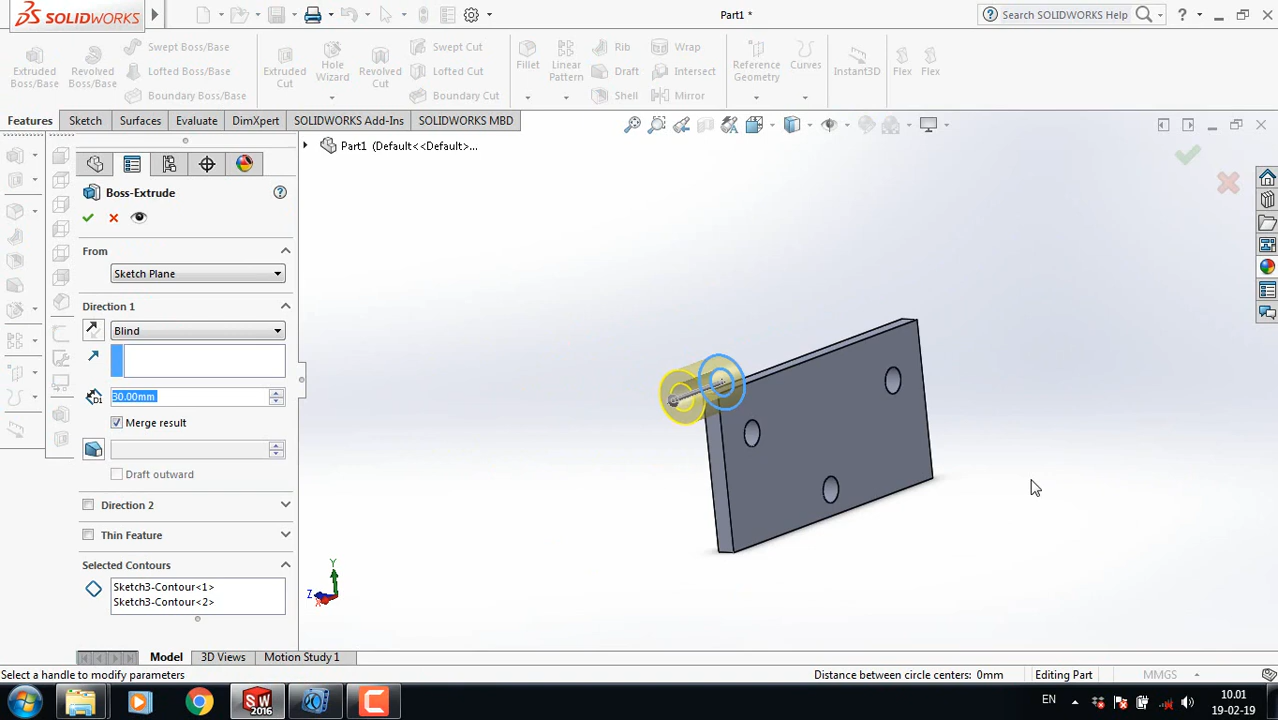 SOLIDWORKS
Part1 *
Search SOLIDWORKS Help
Extruded Boss/Base
Revolved Boss/Base
Swept Boss/Base
Lofted Boss/Base
Boundary Boss/Base
Extruded Cut
Hole Wizard
Revolved Cut
Swept Cut
Lofted Cut
Boundary Cut
Fillet
Linear Pattern
Rib
Draft
Shell
Wrap
Intersect
Mirror
Reference Geometry
Curves
Instant3D
Flex
Flex
Features
Sketch
Surfaces
Evaluate
DimXpert
SOLIDWORKS Add-Ins
SOLIDWORKS MBD
Part1 (Default<<Default>...
Boss-Extrude
From
Sketch Plane
Direction 1
Blind
30.00mm
Merge result
Draft outward
Direction 2
Thin Feature
Selected Contours
Sketch3-Contour<1>
Sketch3-Contour<2>
Y
Z
X
Model
3D Views
Motion Study 1
Select a handle to modify parameters
Distance between circle centers: 0mm
Editing Part
MMGS
SW
2016
EN
10.01
19-02-19